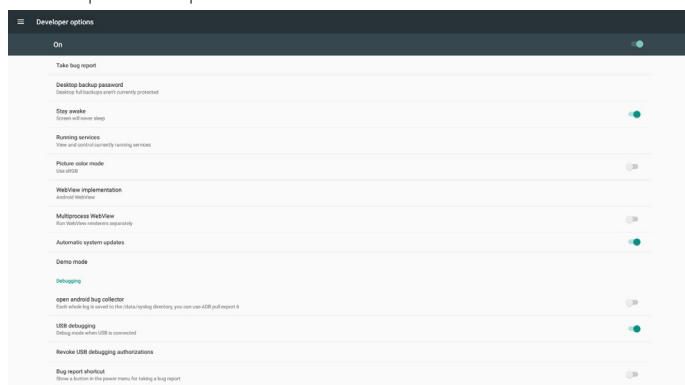 Developer options
On
Take bug report
Desktop backup password
Desktop full backups aren't currently protected
Stay awake
Screen will never sleep
Running services
View and control currently running services
Picture color mode
Use sRGB
WebView implementation
Android WebView
Multiprocess WebView
Run WebView renderers separately
Automatic system updates
Demo mode
Debugging
open android bug collector
Each whole log is saved to the /data/syslog directory, you can use ADB pull export it
USB debugging
Debug mode when USB is connected
Revoke USB debugging authorizations
Bug report shortcut
Show a button in the power menu for taking a bug report